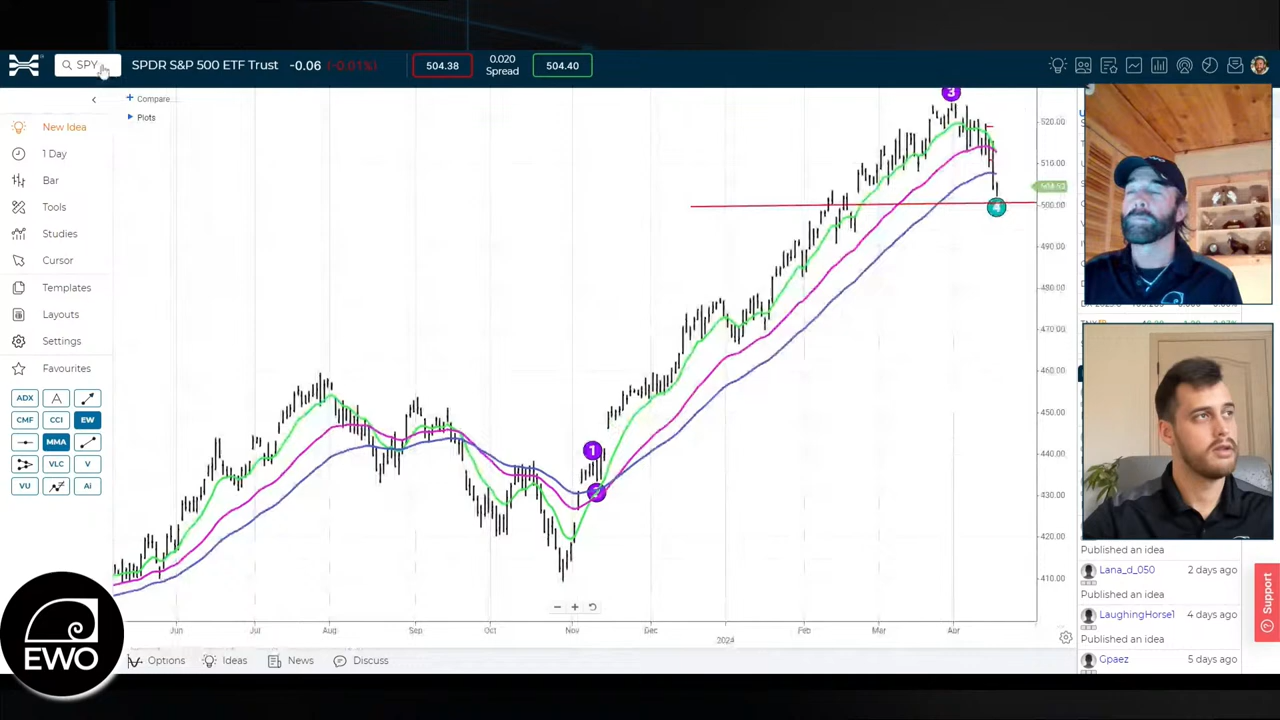 SPY
SPDR S&P 500 ETF Trust
-0.06 (-0.01%)
504.38
0.020
Spread
504.40
Compare
Plots
New Idea
1 Day
Bar
Tools
Studies
Cursor
Templates
Layouts
Settings
Favourites
ADX
CMF
CCI
EW
MMA
VLC
V
VU
Ai
3
4
1
2
520.00
510.00
500.00
490.00
480.00
470.00
460.00
450.00
440.00
430.00
420.00
410.00
Jun
Jul
Aug
Sep
Oct
Nov
Dec
2024
Feb
Mar
Apr
Options
Ideas
News
Discuss
EWO
EWO
Published an idea
Lana_d_050 2 days ago
Published an idea
LaughingHorse1 4 days ago
Published an idea
Gpaez 5 days ago
Support